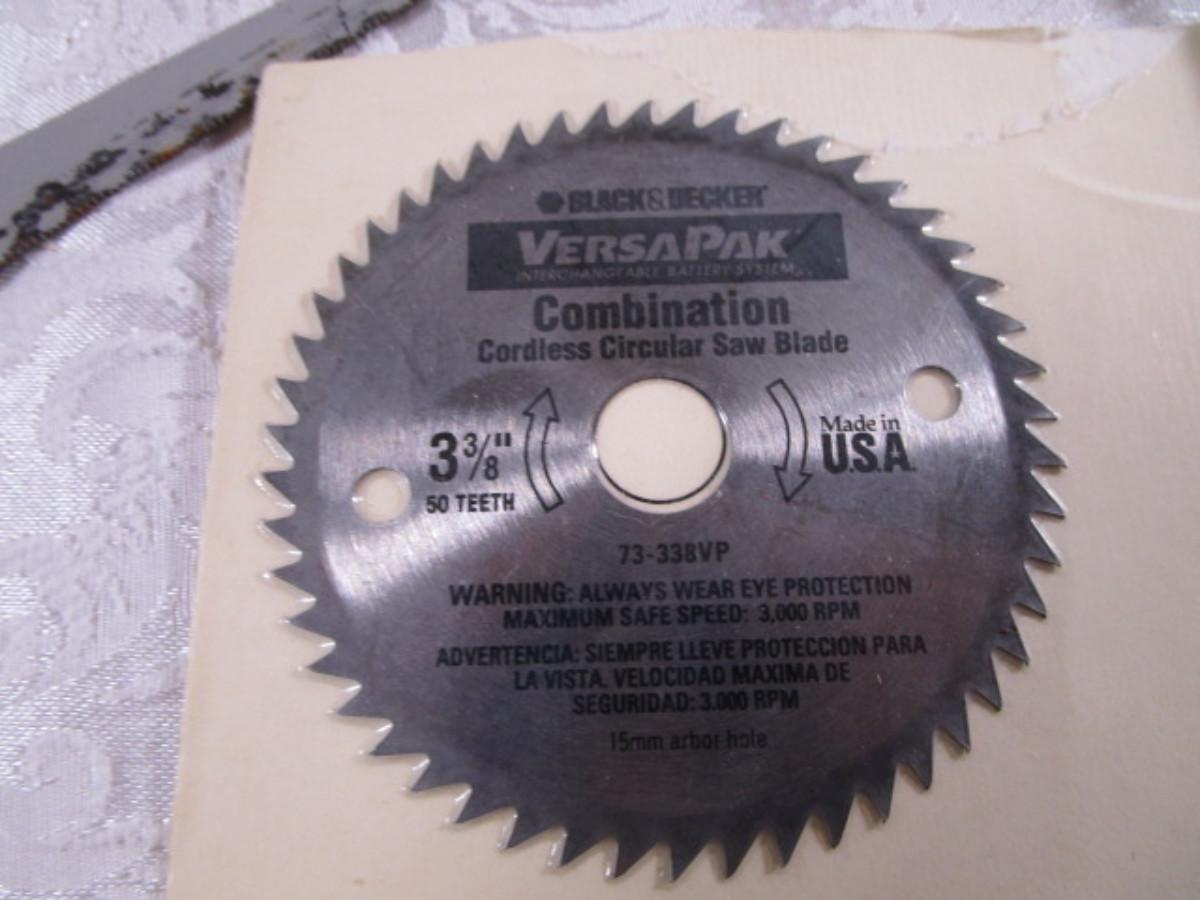 BLACK & DECKER
VERSAPAK
INTERCHANGEABLE BATTERY SYSTEM
Combination
Cordless Circular Saw Blade
3 3/8"
50 TEETH
Made in
U.S.A.
73-338VP
WARNING: ALWAYS WEAR EYE PROTECTION
MAXIMUM SAFE SPEED: 3,000 RPM
ADVERTENCIA: SIEMPRE LLEVE PROTECCION PARA
LA VISTA. VELOCIDAD MAXIMA DE
SEGURIDAD: 3.000 RPM
15mm arbor hole